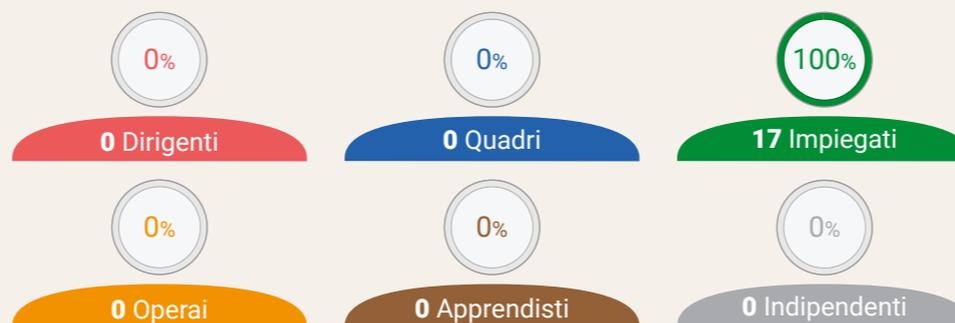 0% 0% 100%
0 Dirigenti 0 Quadri 17 Impiegati
0% 0% 0%
0 Operai 0 Apprendisti 0 Indipendenti